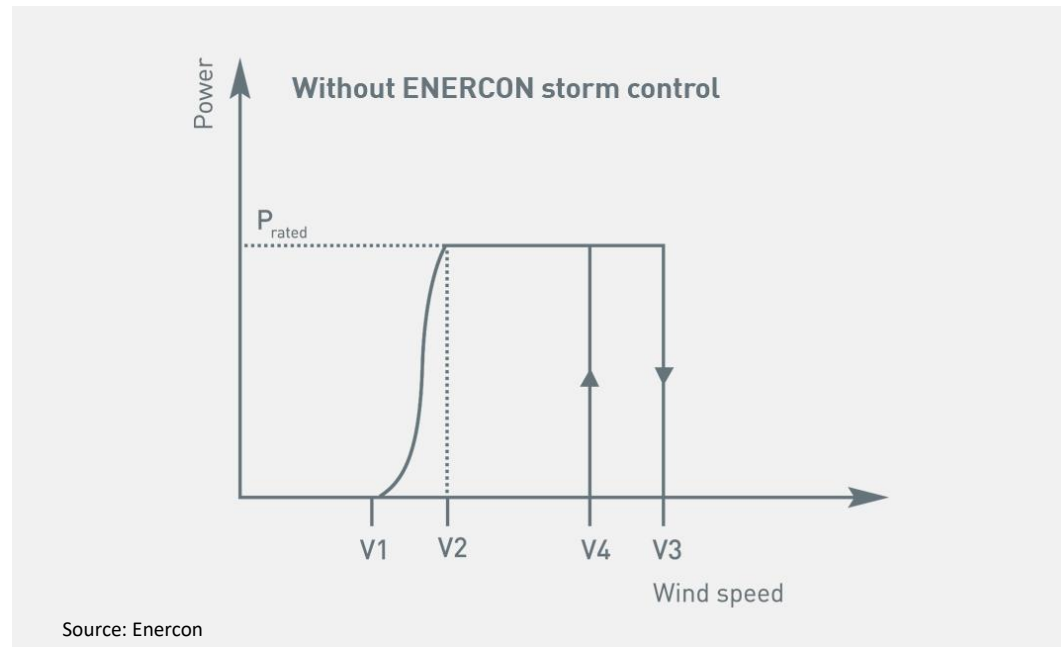 Power
Without ENERCON storm control
Prated
V1
V2
V4
V3
Wind speed
Source: Enercon